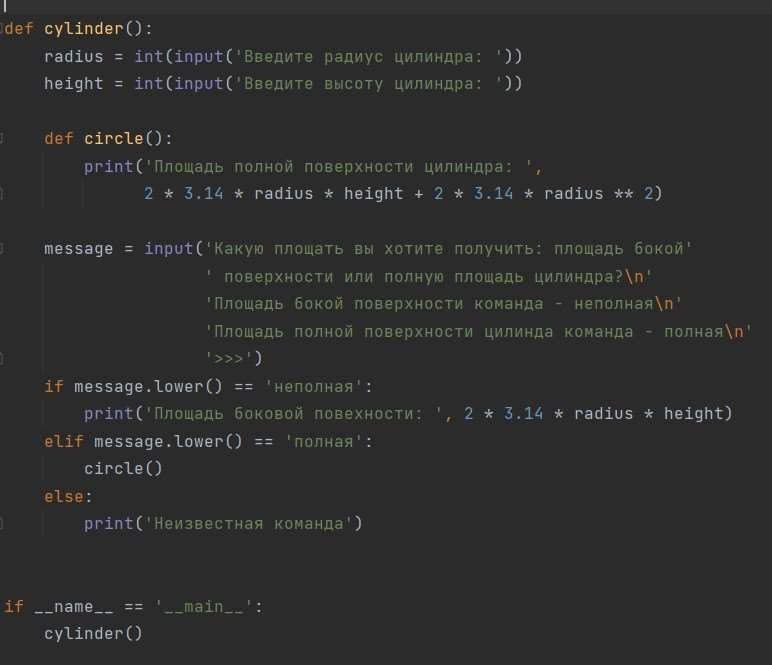 def cylinder():
    radius = int(input('Введите радиус цилиндра: '))
    height = int(input('Введите высоту цилиндра: '))

    def circle():
        print('Площадь полной поверхности цилиндра: ',
              2 * 3.14 * radius * height + 2 * 3.14 * radius ** 2)

    message = input('Какую площать вы хотите получить: площадь бокой'
                    ' поверхности или полную площадь цилиндра?\n'
                    'Площадь бокой поверхности команда - неполная\n'
                    'Площадь полной поверхности цилинда команда - полная\n'
                    '>>>')
    if message.lower() == 'неполная':
        print('Площадь боковой повехности: ', 2 * 3.14 * radius * height)
    elif message.lower() == 'полная':
        circle()
    else:
        print('Неизвестная команда')


if __name__ == '__main__':
    cylinder()